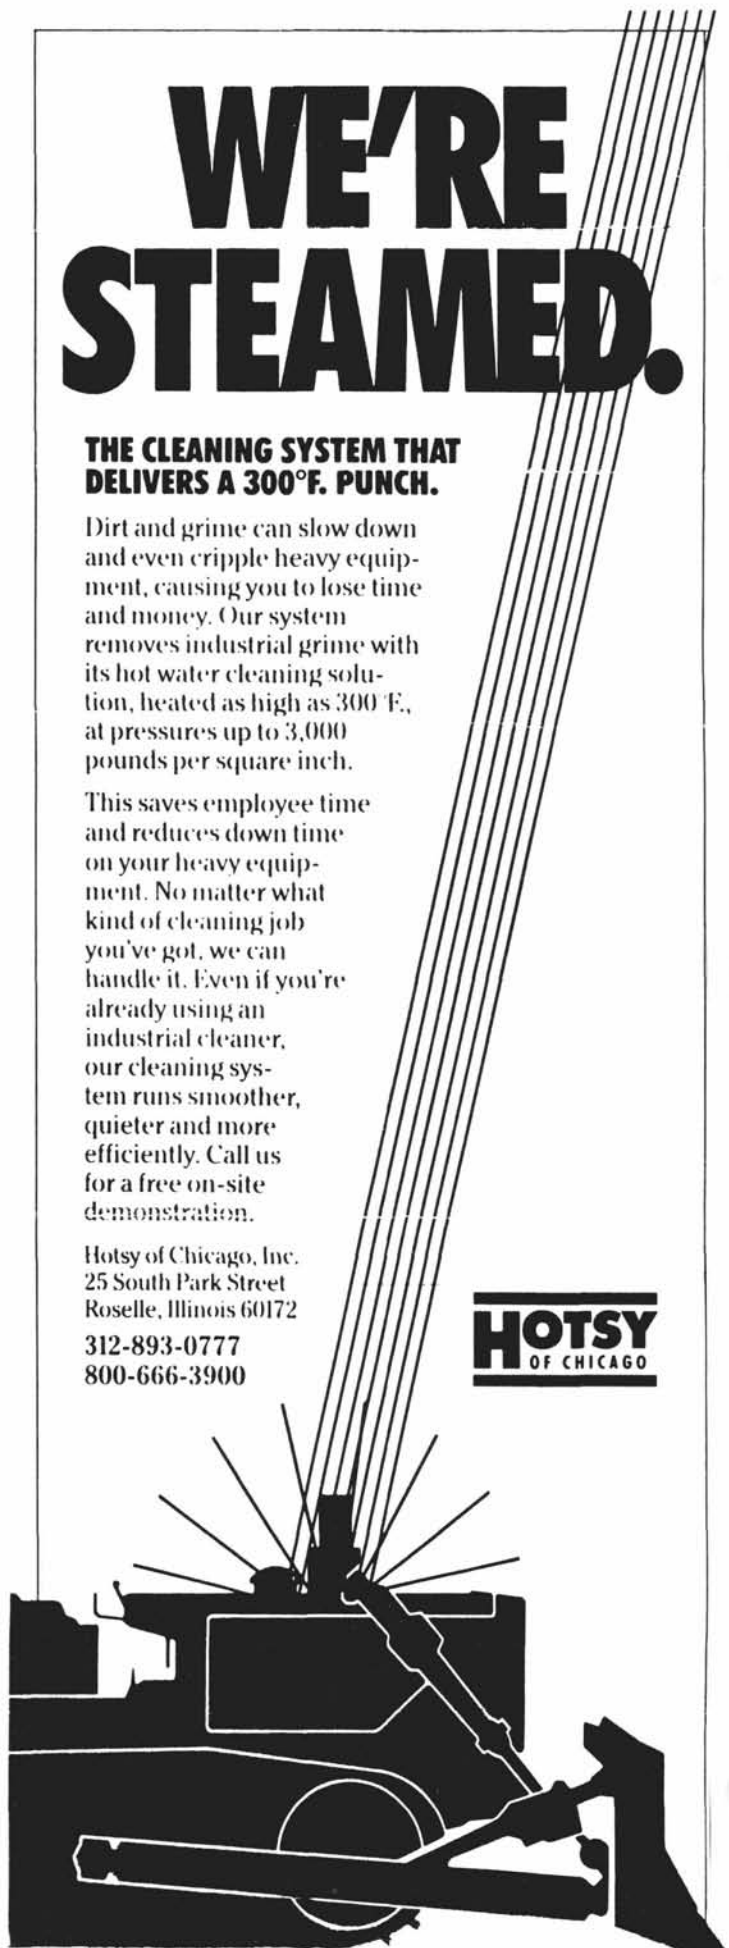 WE'RE
STEAMED.
THE CLEANING SYSTEM THAT
DELIVERS A 300°F. PUNCH.
Dirt and grime can slow down
and even cripple heavy equip-
ment, causing you to lose time
and money. Our system
removes industrial grime with
its hot water cleaning solu-
tion, heated as high as 300°F.,
at pressures up to 3,000
pounds per square inch.
This saves employee time
and reduces down time
on your heavy equip-
ment. No matter what
kind of cleaning job
you've got, we can
handle it. Even if you're
already using an
industrial cleaner,
our cleaning sys-
tem runs smoother,
quieter and more
efficiently. Call us
for a free on-site
demonstration.
Hotsy of Chicago, Inc.
25 South Park Street
Roselle, Illinois 60172
312-893-0777
800-666-3900
HOTSY
OF CHICAGO